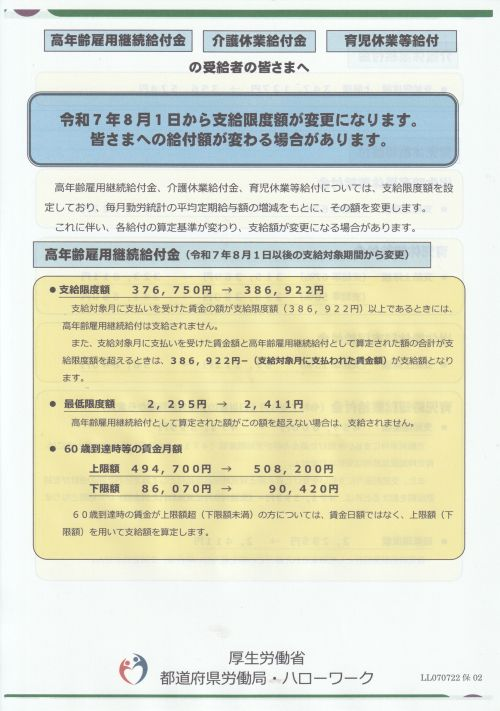 高年齢雇用継続給付金　介護休業給付金　育児休業等給付
の受給者の皆さまへ
令和７年８月１日から支給限度額が変更になります。
皆さまへの給付額が変わる場合があります。
高年齢雇用継続給付金、介護休業給付金、育児休業等給付については、支給限度額を設
定しており、毎月勤労統計の平均定期給与額の増減をもとに、その額を変更します。
これに伴い、各給付の算定基準が変わり、支給額が変更になる場合があります。
高年齢雇用継続給付金（令和７年８月１日以後の支給対象期間から変更）
● 支給限度額　３７６，７５０円 → ３８６，９２２円
支給対象月に支払いを受けた賃金の額が支給限度額（３８６，９２２円）以上であるときには、
高年齢雇用継続給付は支給されません。
また、支給対象月に支払いを受けた賃金額と高年齢雇用継続給付として算定された額の合計が支
給限度額を超えるときは、３８６，９２２円−（支給対象月に支払われた賃金額）が支給額となり
ます。
● 最低限度額　２，２９５円 → ２，４１１円
高年齢雇用継続給付として算定された額がこの額を超えない場合は、支給されません。
● 60 歳到達時等の賃金月額
上限額　４９４，７００円 → ５０８，２００円
下限額　８６，０７０円 → ９０，４２０円
６０歳到達時の賃金が上限額超（下限額未満）の方については、賃金日額ではなく、上限額（下
限額）を用いて支給額を算定します。
厚生労働省
都道府県労働局・ハローワーク
LL070722 保 02